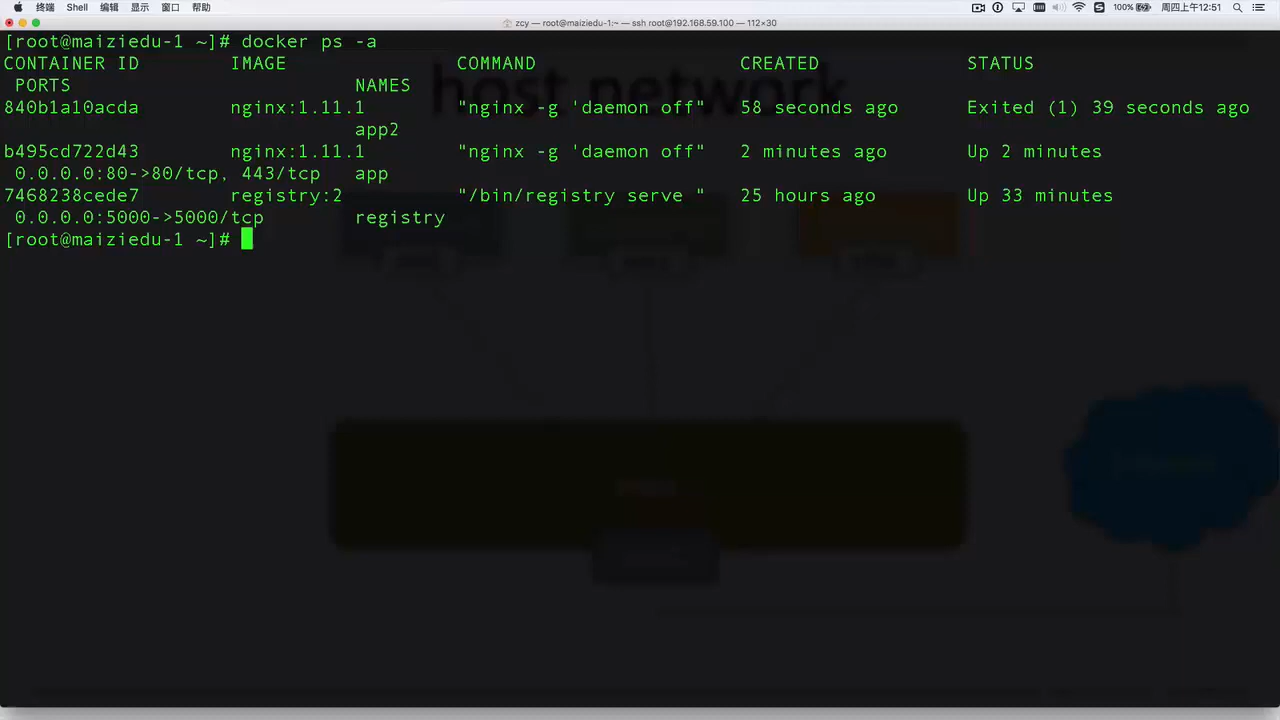 终端 Shell 编辑 显示 窗口 帮助 100% 周四上午12:51
zcy — root@maiziedu-1:~ — ssh root@192.168.59.100 — 112×30
[root@maiziedu-1 ~]# docker ps -a
CONTAINER ID IMAGE COMMAND CREATED STATUS
PORTS NAMES
840b1a10acda nginx:1.11.1 "nginx -g 'daemon off" 58 seconds ago Exited (1) 39 seconds ago
app2
b495cd722d43 nginx:1.11.1 "nginx -g 'daemon off" 2 minutes ago Up 2 minutes
0.0.0.0:80->80/tcp, 443/tcp app
7468238cede7 registry:2 "/bin/registry serve " 25 hours ago Up 33 minutes
0.0.0.0:5000->5000/tcp registry
[root@maiziedu-1 ~]#
host network